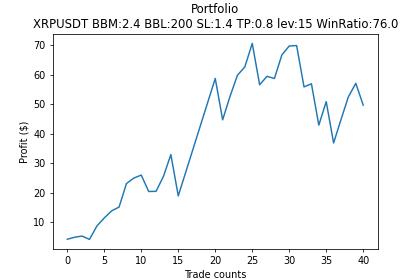 Portfolio
XRPUSDT BBM:2.4 BBL:200 SL:1.4 TP:0.8 lev:15 WinRatio:76.0
70
60
50
40
30
20
10
Profit ($)
0 5 10 15 20 25 30 35 40
Trade counts